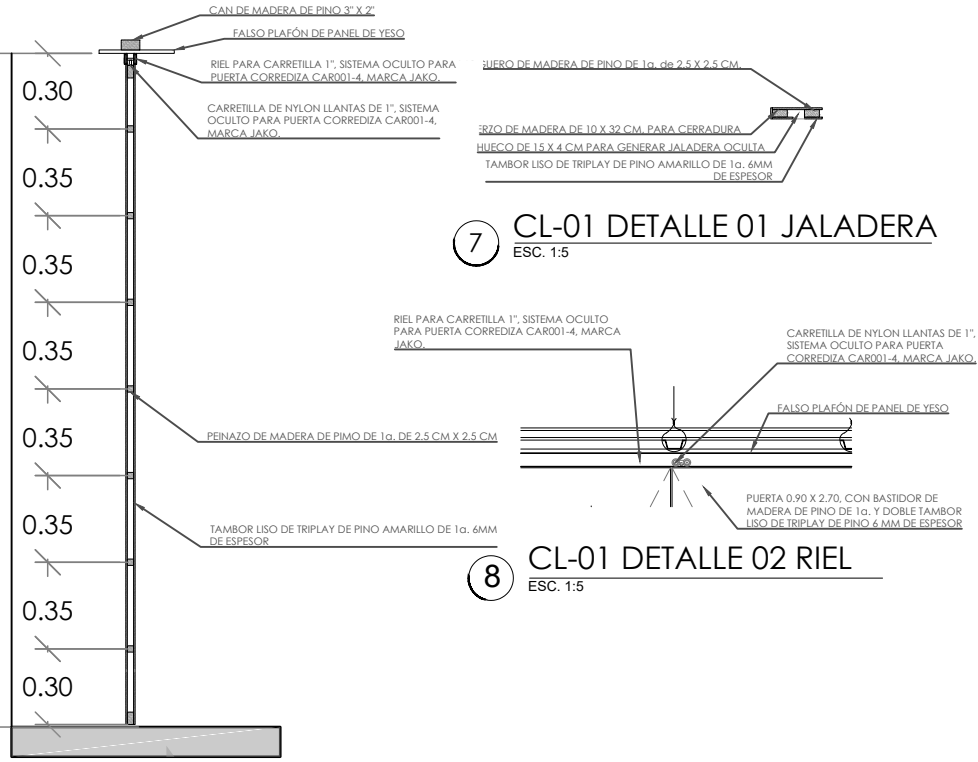 CAN DE MADERA DE PINO 3" X 2"
FALSO PLAFÓN DE PANEL DE YESO
RIEL PARA CARRETILLA 1", SISTEMA OCULTO PARA
PUERTA CORREDIZA CAR001-4, MARCA JAKO.
CARRETILLA DE NYLON LLANTAS DE 1", SISTEMA
OCULTO PARA PUERTA CORREDIZA CAR001-4,
MARCA JAKO.
0.30
0.35
0.35
0.35
0.35
0.35
0.35
0.30
PEINAZO DE MADERA DE PIMO DE 1a. DE 2.5 CM X 2.5 CM
TAMBOR LISO DE TRIPLAY DE PINO AMARILLO DE 1a. 6MM
DE ESPESOR
GUERO DE MADERA DE PINO DE 1a. de 2.5 X 2.5 CM.
ERZO DE MADERA DE 10 X 32 CM. PARA CERRADURA
HUECO DE 15 X 4 CM PARA GENERAR JALADERA OCULTA
TAMBOR LISO DE TRIPLAY DE PINO AMARILLO DE 1a. 6MM
DE ESPESOR
7
CL-01 DETALLE 01 JALADERA
ESC. 1:5
RIEL PARA CARRETILLA 1", SISTEMA OCULTO
PARA PUERTA CORREDIZA CAR001-4, MARCA
JAKO.
CARRETILLA DE NYLON LLANTAS DE 1",
SISTEMA OCULTO PARA PUERTA
CORREDIZA CAR001-4, MARCA JAKO.
FALSO PLAFÓN DE PANEL DE YESO
PUERTA 0.90 X 2.70, CON BASTIDOR DE
MADERA DE PINO DE 1a. Y DOBLE TAMBOR
LISO DE TRIPLAY DE PINO 6 MM DE ESPESOR
8
CL-01 DETALLE 02 RIEL
ESC. 1:5